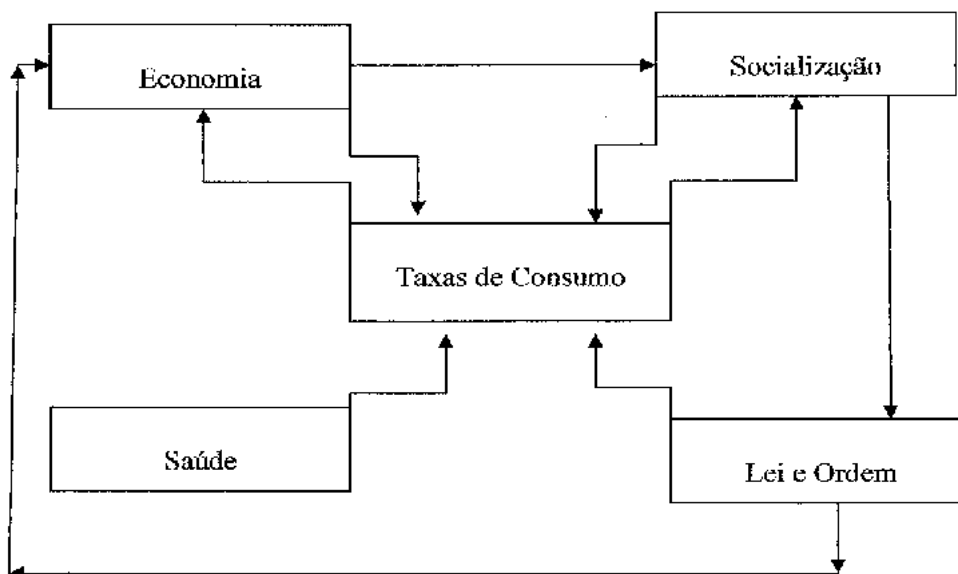 Economia
Socialização
Taxas de Consumo
Saúde
Lei e Ordem